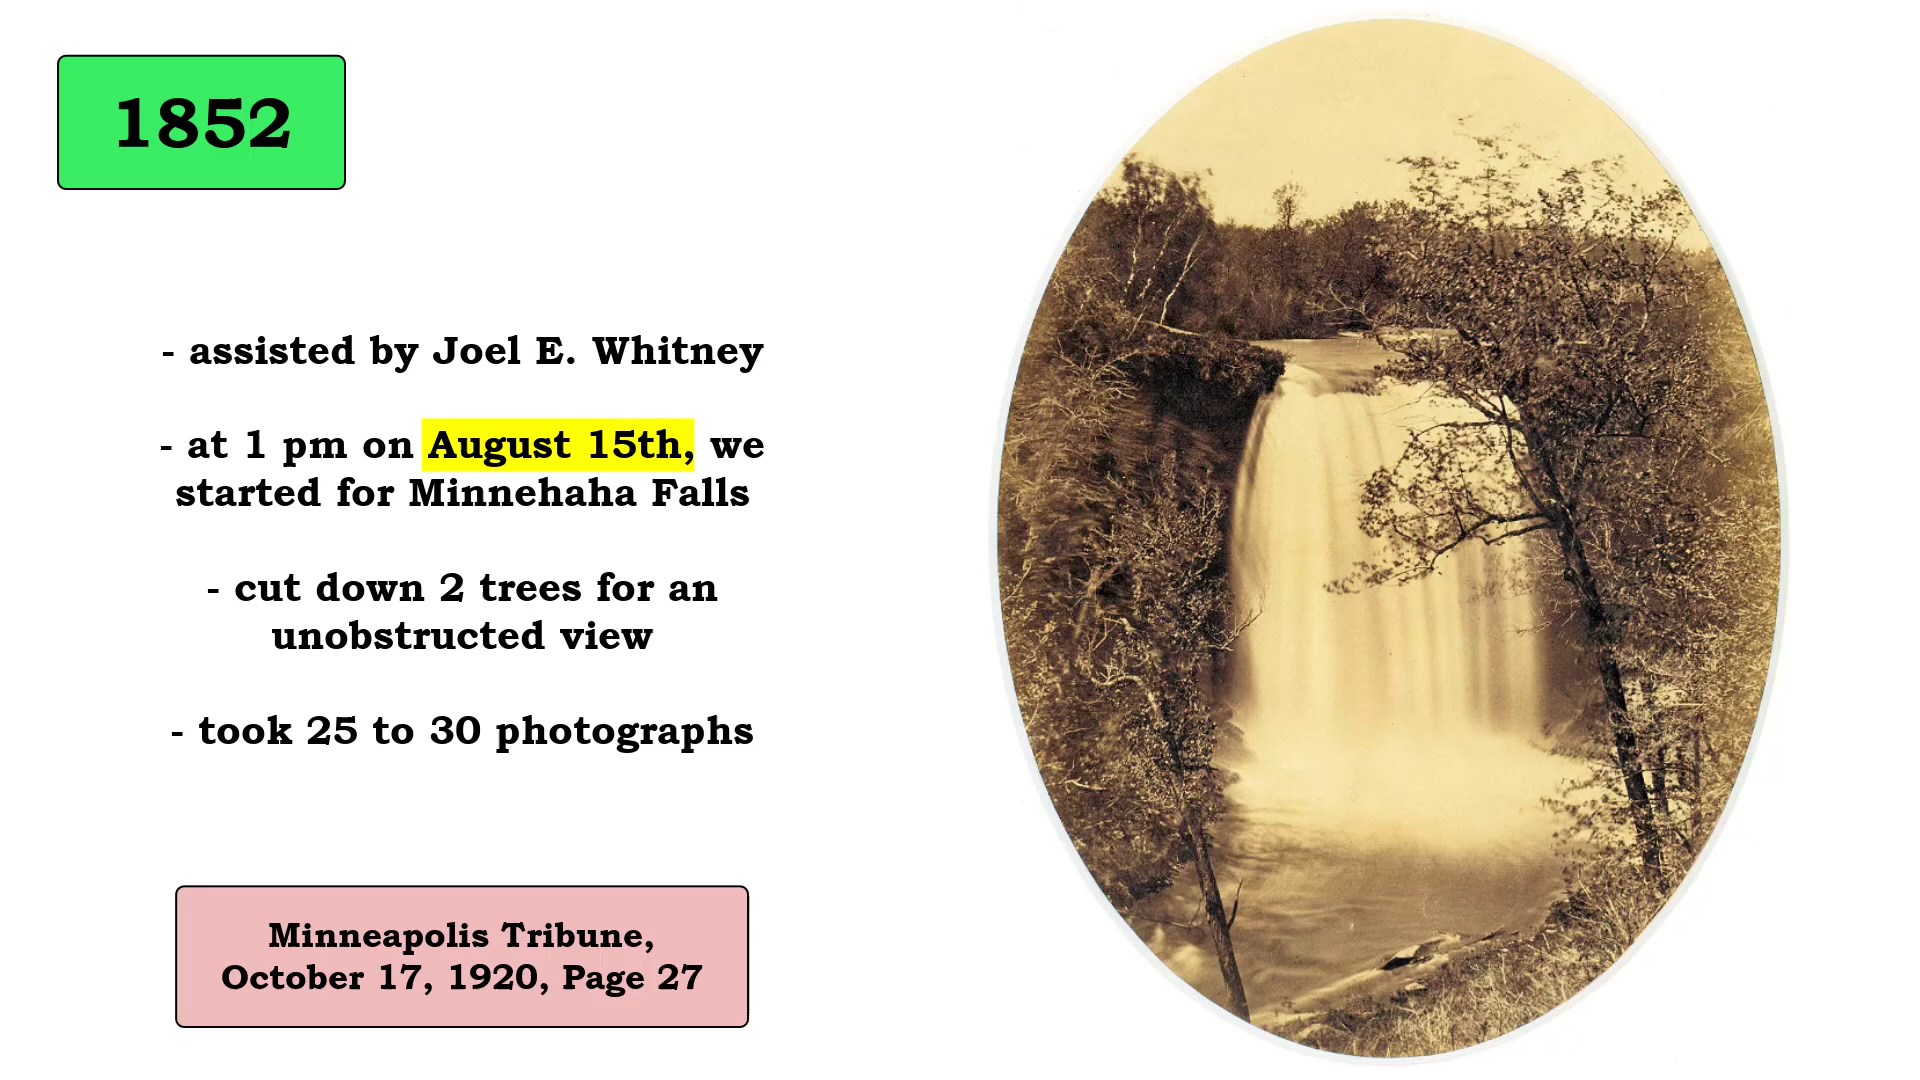 1852
- assisted by Joel E. Whitney
- at 1 pm on August 15th, we
started for Minnehaha Falls
- cut down 2 trees for an
unobstructed view
- took 25 to 30 photographs
Minneapolis Tribune,
October 17, 1920, Page 27